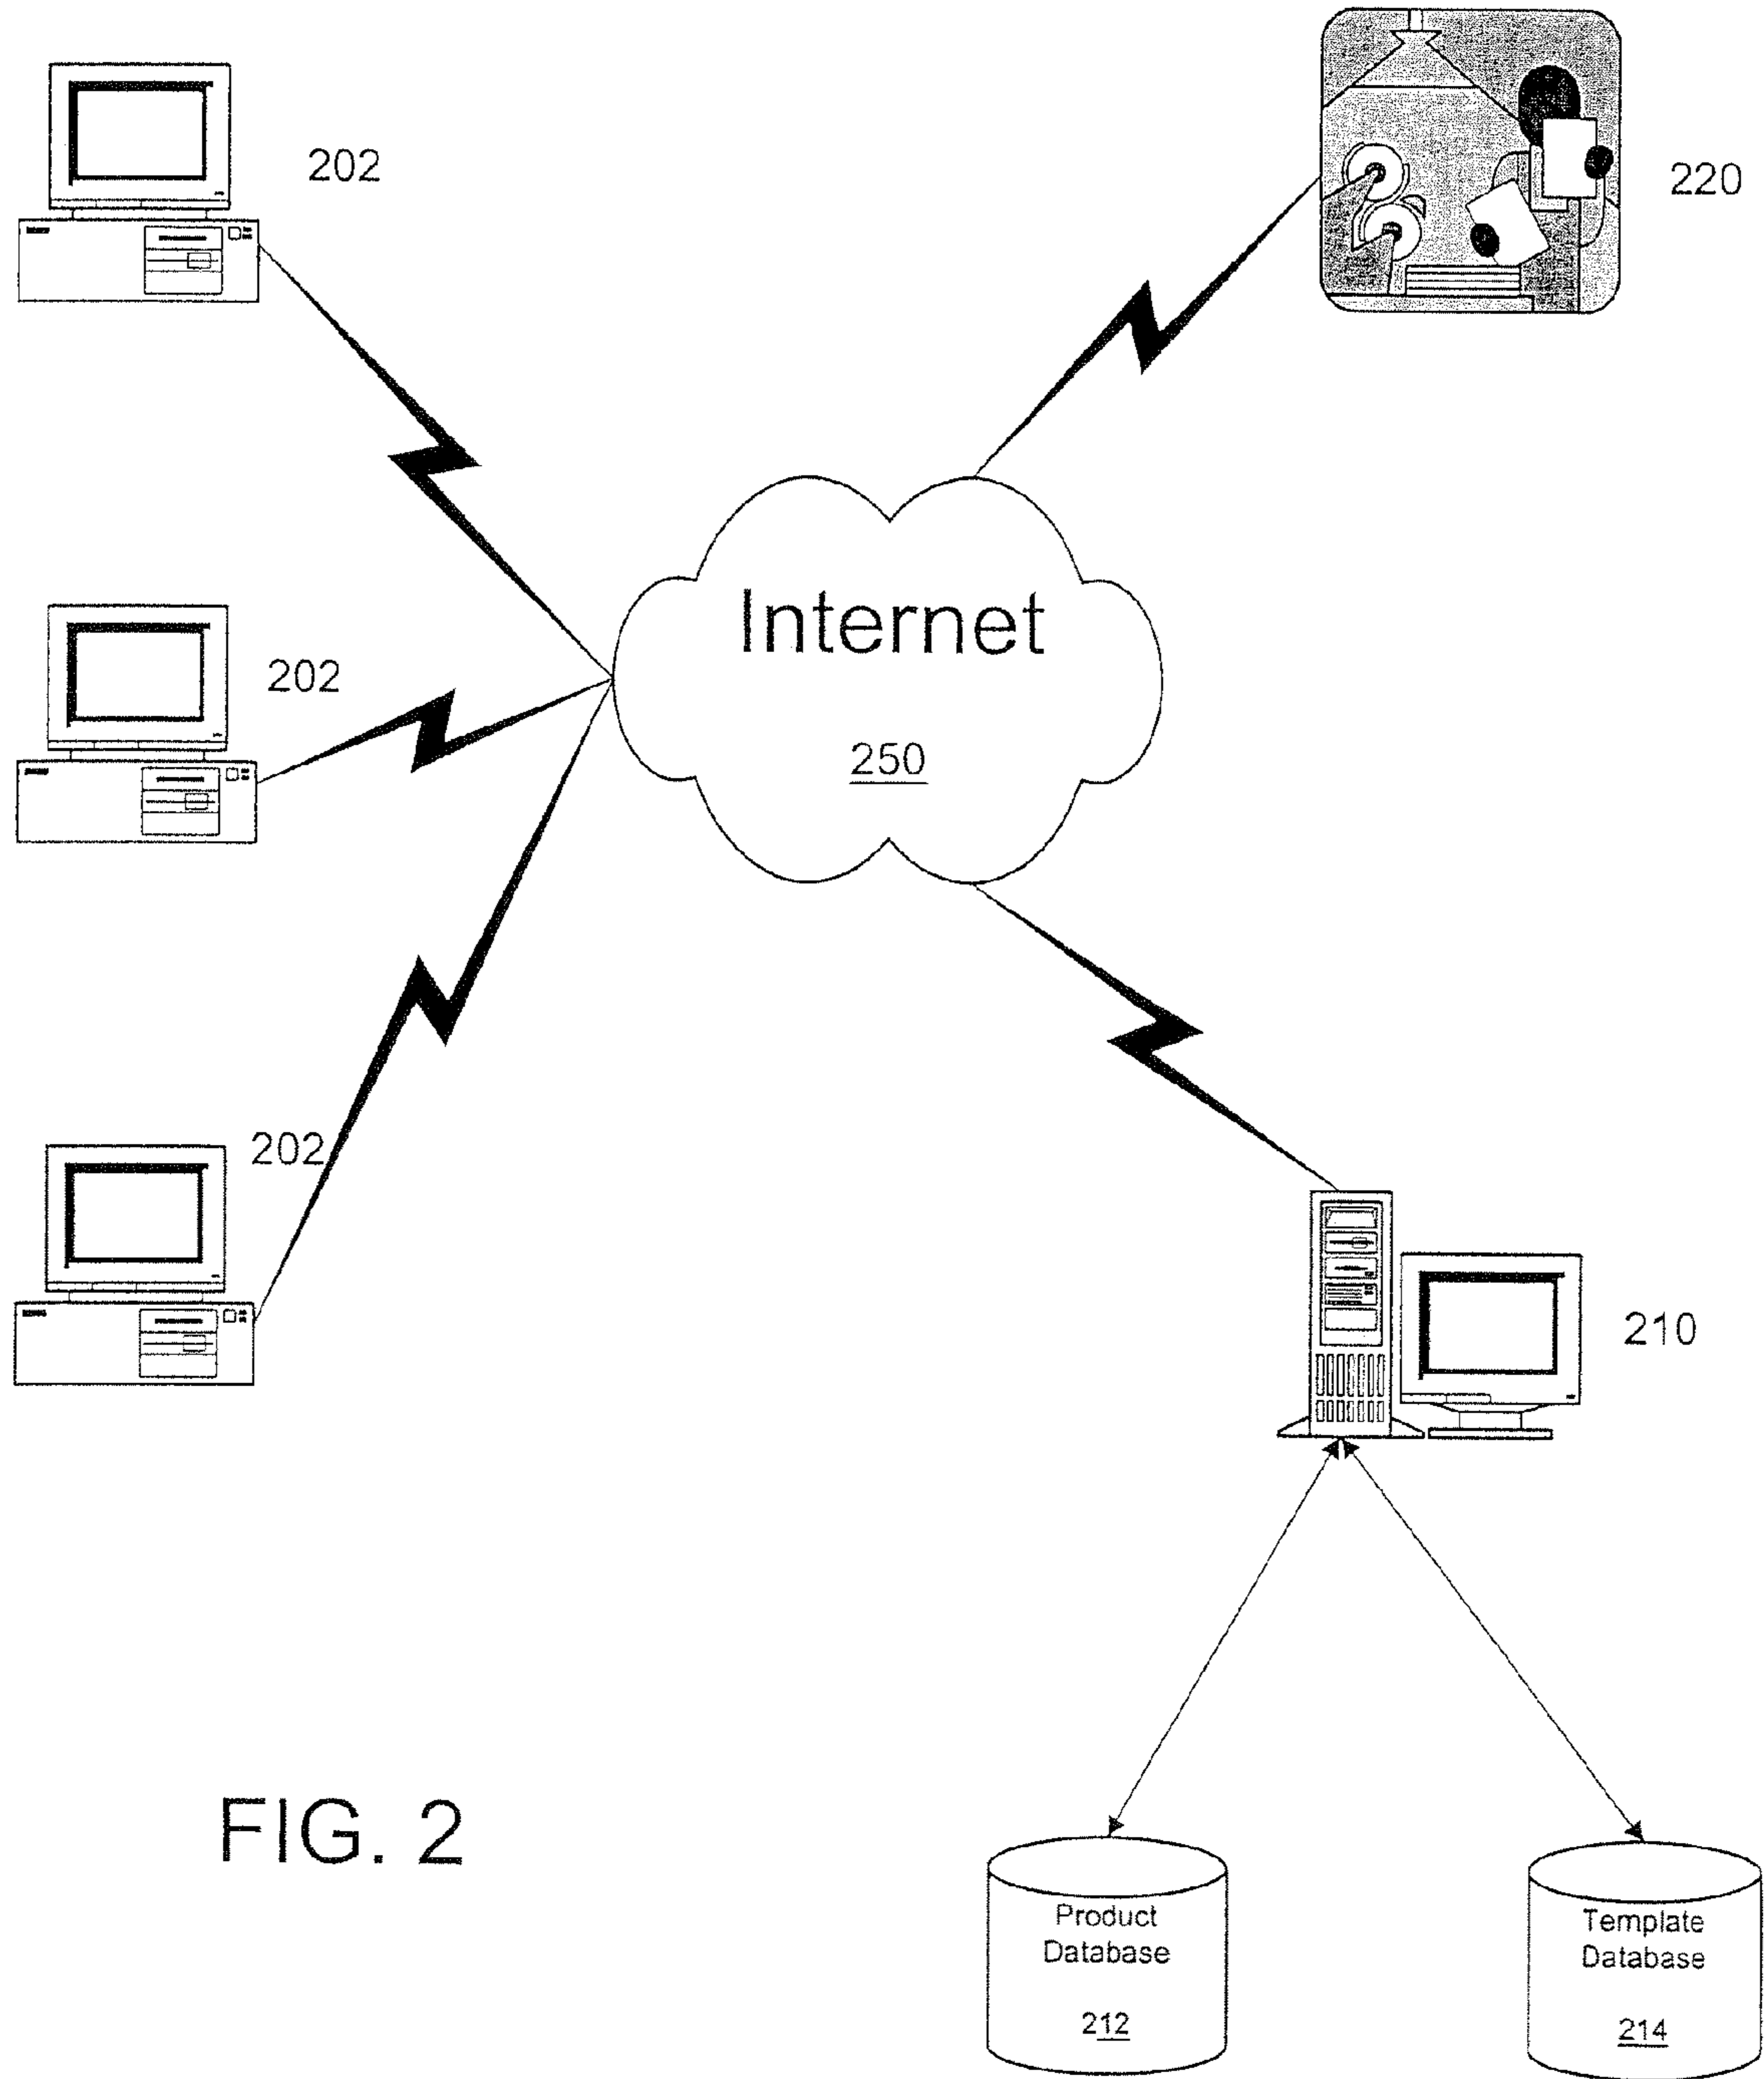 202
220
Internet
202
250
202
210
FIG. 2
Product
Database
212
Template
Database
214